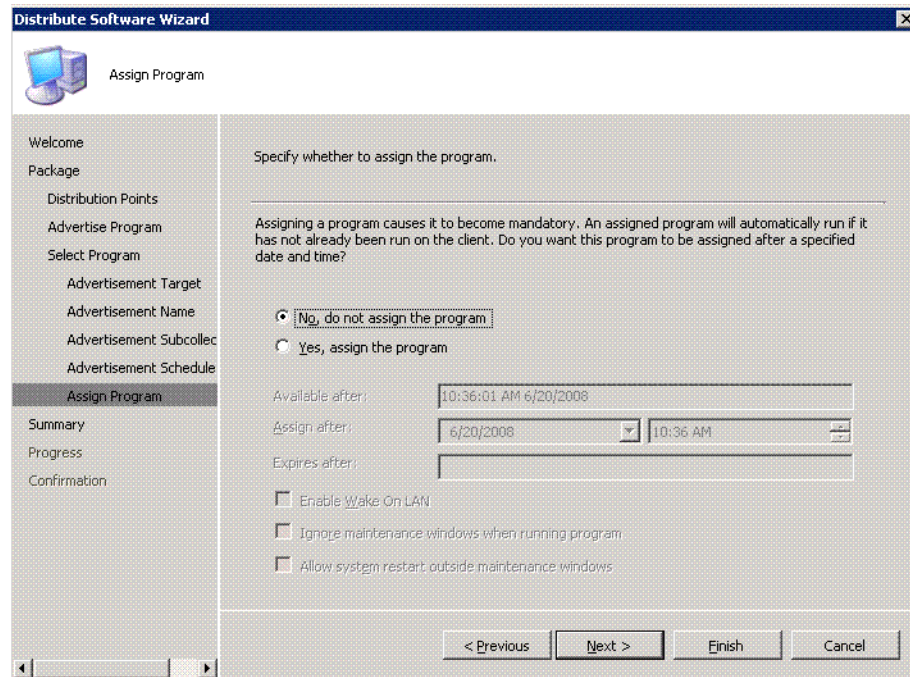 Distribute Software Wizard
Assign Program
Welcome
Package
Distribution Points
Advertise Program
Select Program
Advertisement Target
Advertisement Name
Advertisement Subcollec
Advertisement Schedule
Assign Program
Summary
Progress
Confirmation
Specify whether to assign the program.
Assigning a program causes it to become mandatory. An assigned program will automatically run if it
has not already been run on the client. Do you want this program to be assigned after a specified
date and time?
No, do not assign the program
Yes, assign the program
Available after: 10:36:01 AM 6/20/2008
Assign after: 6/20/2008 10:36 AM
Expires after:
Enable Wake On LAN
Ignore maintenance windows when running program
Allow system restart outside maintenance windows
< Previous Next > Finish Cancel